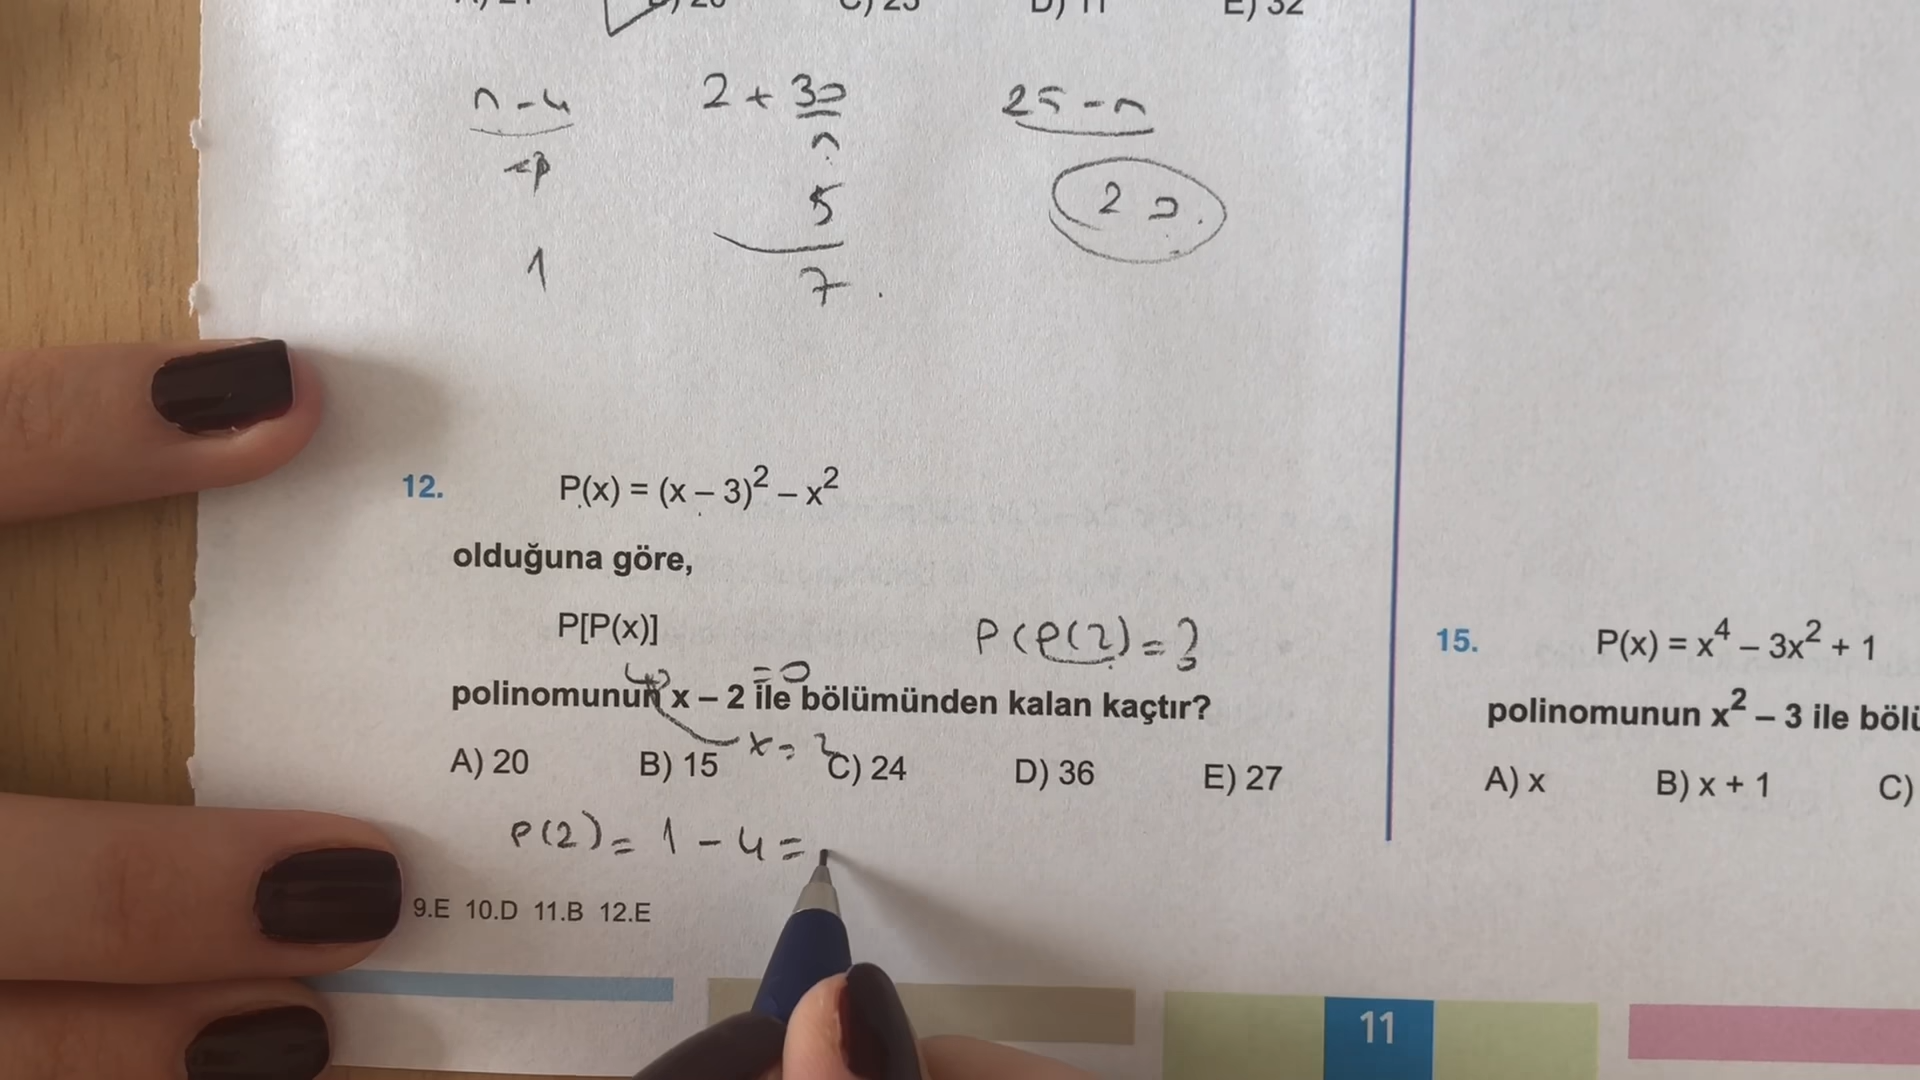 E) 32
n - 4
2 + 30
25 - n
n
5
20.
1
7.
12. P(x) = (x – 3)² – x²
olduğuna göre,
P[P(x)]
P(P(2) = ?
= 0
polinomunun x – 2 ile bölümünden kalan kaçtır?
x = 2
A) 20 B) 15 C) 24 D) 36 E) 27
P(2) = 1 - 4 =
9.E 10.D 11.B 12.E
15. P(x) = x⁴ – 3x² + 1
polinomunun x² – 3 ile
A) x B) x + 1 C)
11